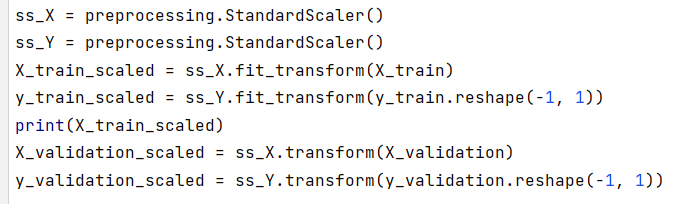 ss_X = preprocessing.StandardScaler()
ss_Y = preprocessing.StandardScaler()
X_train_scaled = ss_X.fit_transform(X_train)
y_train_scaled = ss_Y.fit_transform(y_train.reshape(-1, 1))
print(X_train_scaled)
X_validation_scaled = ss_X.transform(X_validation)
y_validation_scaled = ss_Y.transform(y_validation.reshape(-1, 1))